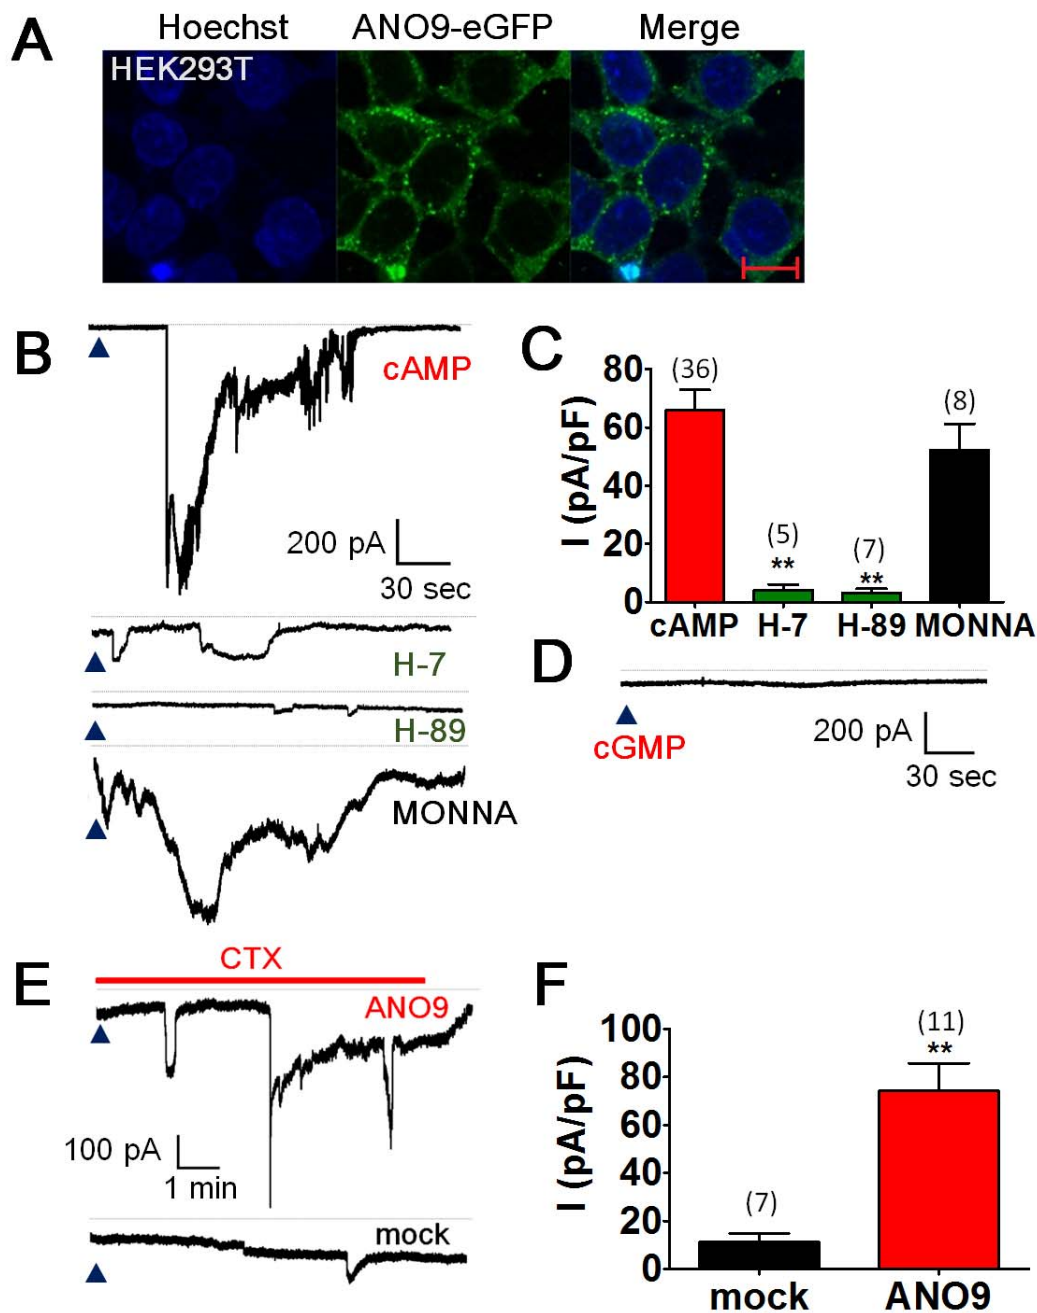 A
Hoechst ANO9-eGFP Merge
HEK293T
B
cAMP
200 pA
30 sec
H-7
H-89
MONNA
C
I (pA/pF)
80
60
40
20
0
(36)
(5)
**
(7)
**
(8)
cAMP H-7 H-89 MONNA
D
cGMP
200 pA
30 sec
E
CTX
ANO9
100 pA
1 min
mock
F
I (pA/pF)
100
80
60
40
20
0
(7)
(11)
**
mock ANO9